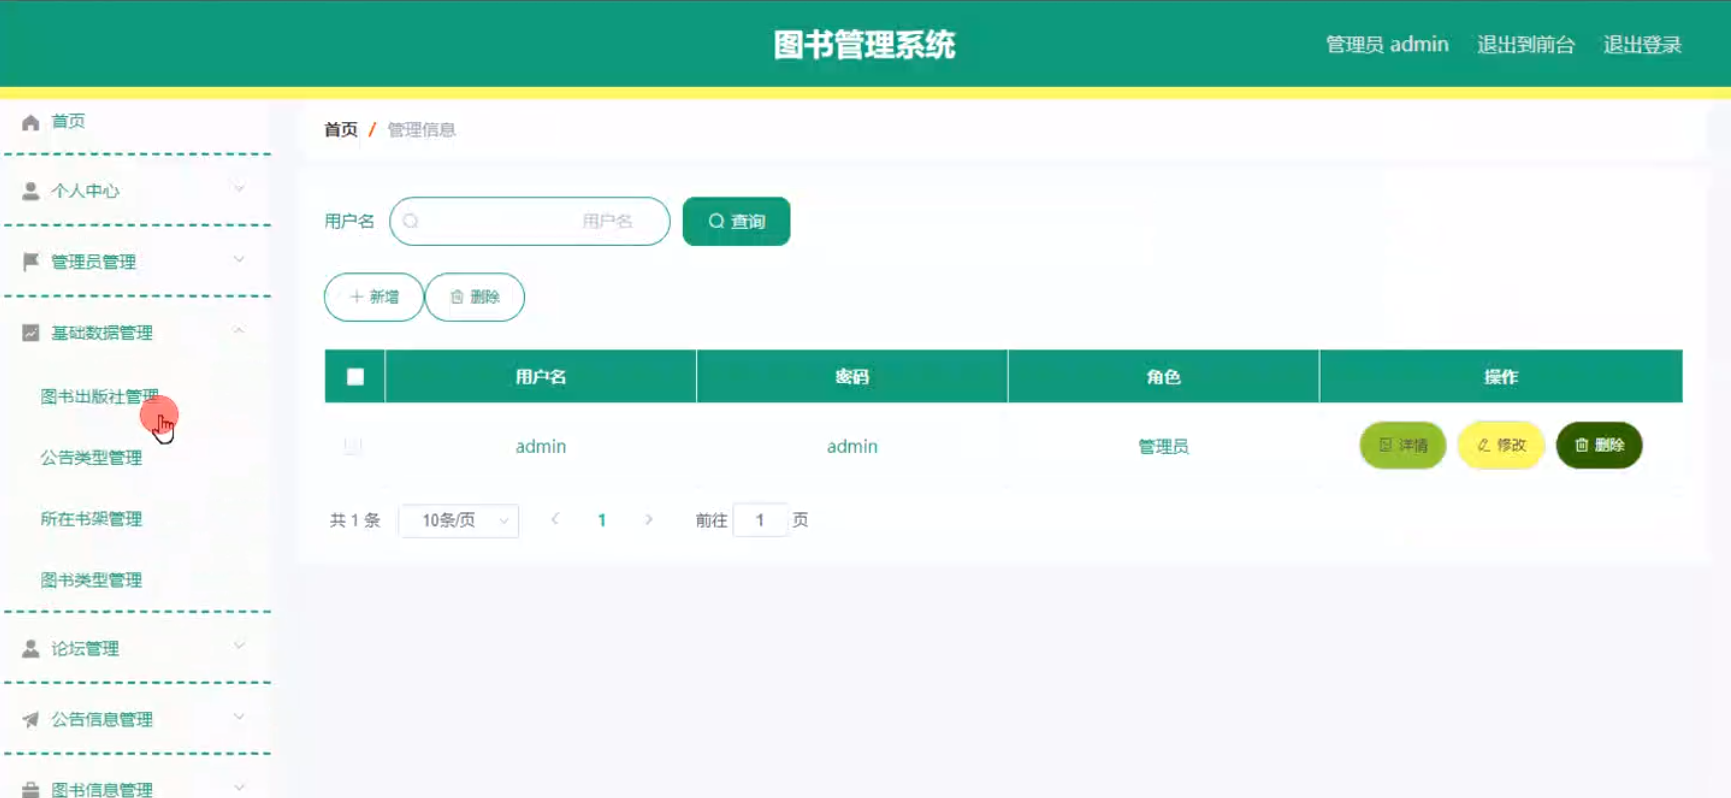 图书管理系统
管理员 admin 退出到前台 退出登录
首页
个人中心
管理员管理
基础数据管理
图书出版社管理
公告类型管理
所在书架管理
图书类型管理
论坛管理
公告信息管理
图书信息管理
首页 / 管理信息
用户名 用户名 查询
新增 删除
用户名 密码 角色 操作
admin admin 管理员 详情 修改 删除
共 1 条 10条/页 1 前往 1 页